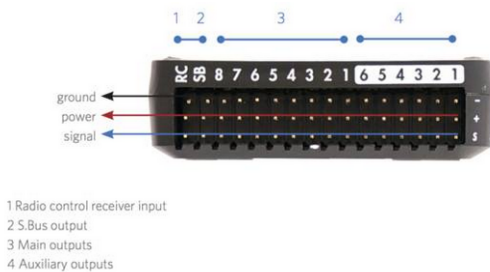 1 2 3 4
RC SB 8 7 6 5 4 3 2 1 6 5 4 3 2 1
ground -
power +
signal S
1 Radio control receiver input
2 S.Bus output
3 Main outputs
4 Auxiliary outputs